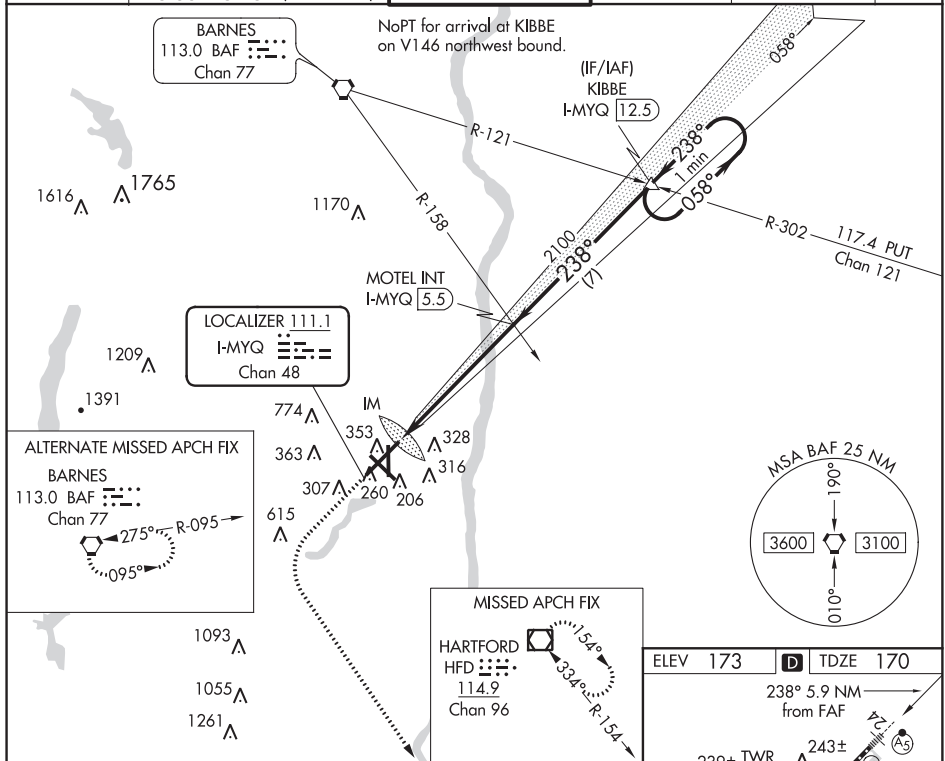 BARNES
113.0 BAF
Chan 77
NoPT for arrival at KIBBE
on V146 northwest bound.
(IF/IAF)
KIBBE
I-MYQ 12.5
058°
R-121
238°
1 min
058°
R-158
R-302
117.4 PUT
Chan 121
1616
1765
1170
2100
238°
(7)
MOTEL INT
I-MYQ 5.5
LOCALIZER 111.1
I-MYQ
Chan 48
1209
1391
IM
774
353
328
363
316
307
260
206
615
ALTERNATE MISSED APCH FIX
BARNES
113.0 BAF
Chan 77
275°
R-095
095°
MSA BAF 25 NM
190°
3600
3100
010°
MISSED APCH FIX
HARTFORD
HFD
114.9
Chan 96
154°
334°
R-154
1093
1055
1261
ELEV 173
D
TDZE 170
238° 5.9 NM
from FAF
24
A5
243±
TWR